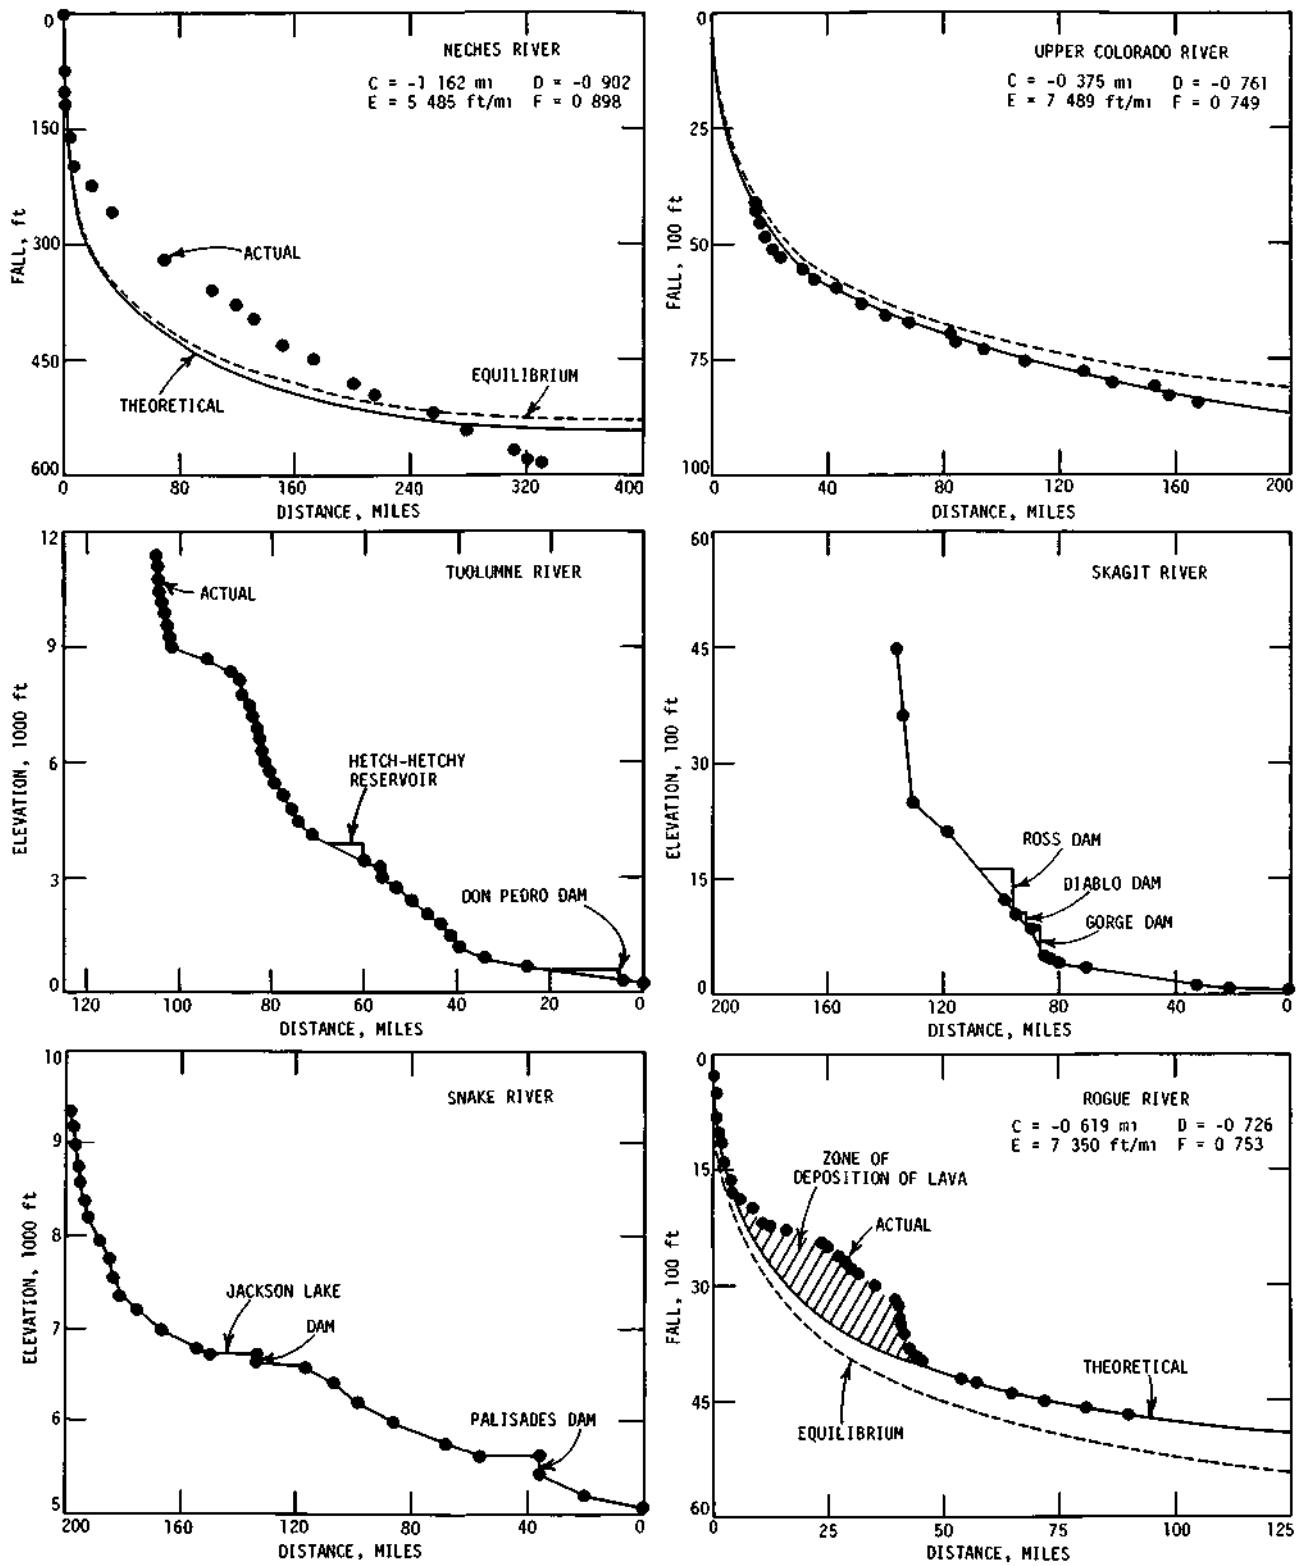 NECHES RIVER
C = -1 162 mi D = -0 902
E = 5 485 ft/mi F = 0 898
0
150
300
450
600
FALL, ft
ACTUAL
EQUILIBRIUM
THEORETICAL
0 80 160 240 320 400
DISTANCE, MILES
UPPER COLORADO RIVER
C = -0 375 mi D = -0 761
E = 7 489 ft/mi F = 0 749
0
25
50
75
100
FALL, 100 ft
0 40 80 120 160 200
DISTANCE, MILES
TUOLUMNE RIVER
12
9
6
3
0
ELEVATION, 1000 ft
ACTUAL
HETCH-HETCHY
RESERVOIR
DON PEDRO DAM
120 100 80 60 40 20 0
DISTANCE, MILES
SKAGIT RIVER
60
45
30
15
0
ELEVATION, 100 ft
ROSS DAM
DIABLO DAM
GORGE DAM
200 160 120 80 40 0
DISTANCE, MILES
SNAKE RIVER
10
9
8
7
6
5
ELEVATION, 1000 ft
JACKSON LAKE
DAM
PALISADES DAM
200 160 120 80 40 0
DISTANCE, MILES
ROGUE RIVER
C = -0 619 mi D = -0 726
E = 7 350 ft/mi F = 0 753
0
15
30
45
60
FALL, 100 ft
ZONE OF
DEPOSITION OF LAVA
ACTUAL
THEORETICAL
EQUILIBRIUM
0 25 50 75 100 125
DISTANCE, MILES